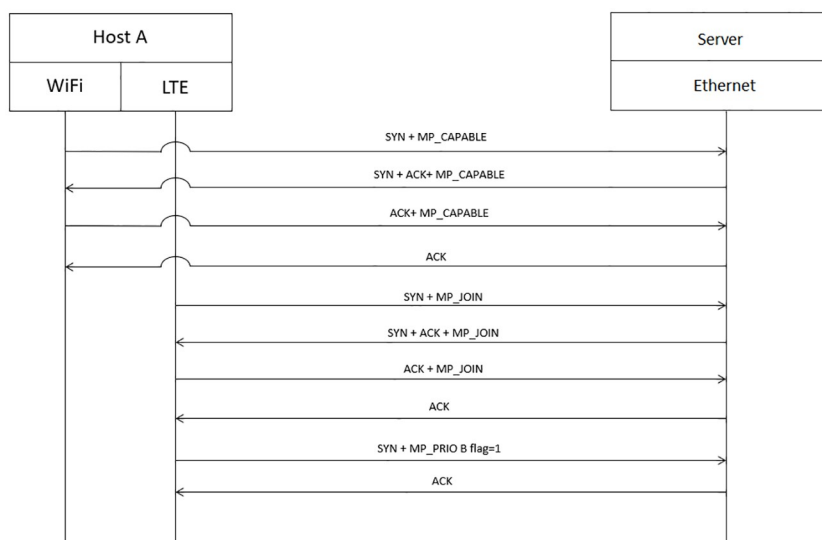 Host A
Server
WiFi
LTE
Ethernet
SYN + MP_CAPABLE
SYN + ACK+ MP_CAPABLE
ACK+ MP_CAPABLE
ACK
SYN + MP_JOIN
SYN + ACK + MP_JOIN
ACK + MP_JOIN
ACK
SYN + MP_PRIO B flag=1
ACK